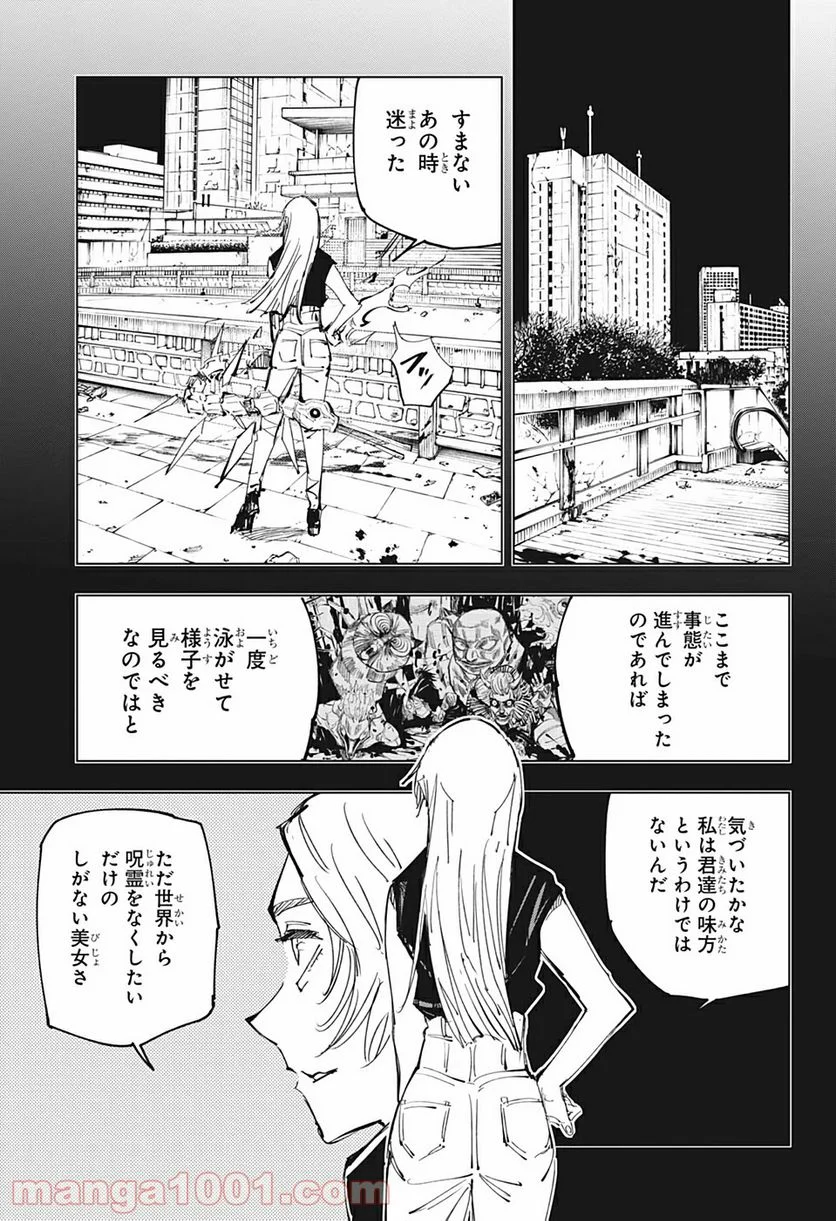 すまない
あの時
迷った
バッ
ここまで
事態が
進んでしまった
のであれば
一度
泳がせて
様子を
見るべき
なのではと
気づいたかな
私は君達の味方
というわけでは
ないんだ
ただ世界から
呪霊をなくしたい
だけの
しがない美女さ
manga1001.com